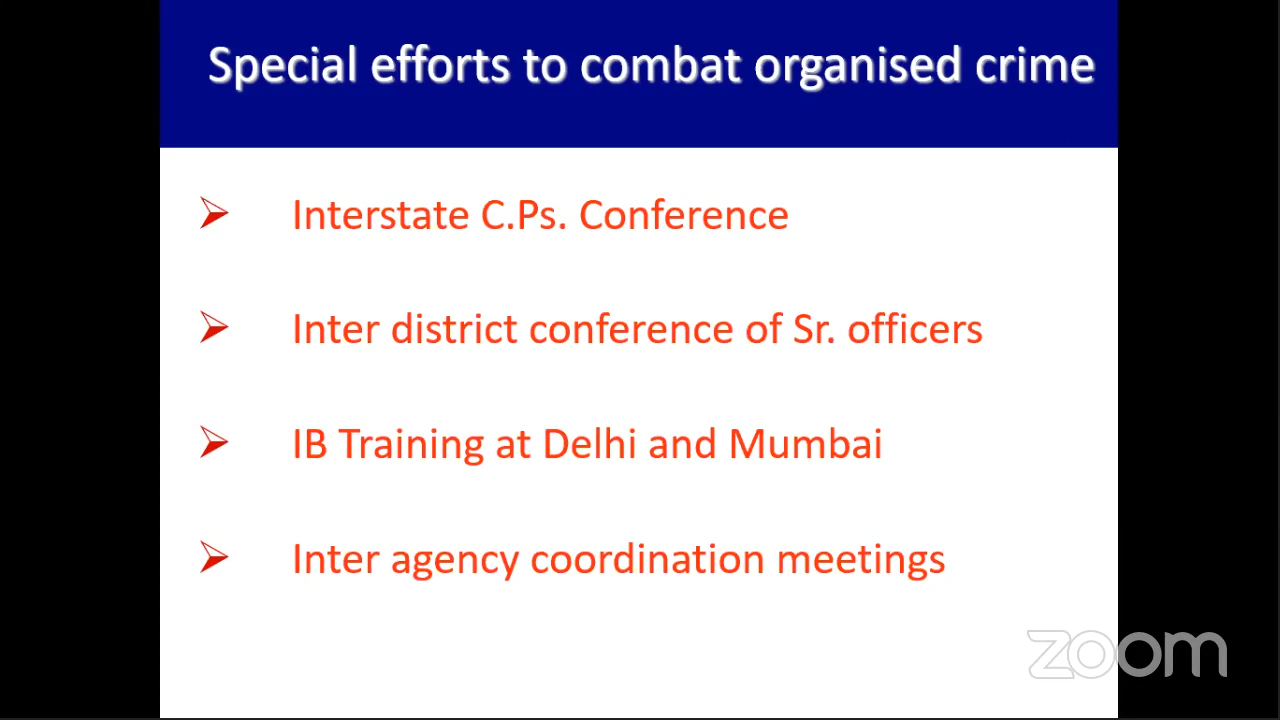 Special efforts to combat organised crime
Interstate C.Ps. Conference
Inter district conference of Sr. officers
IB Training at Delhi and Mumbai
Inter agency coordination meetings
zoom